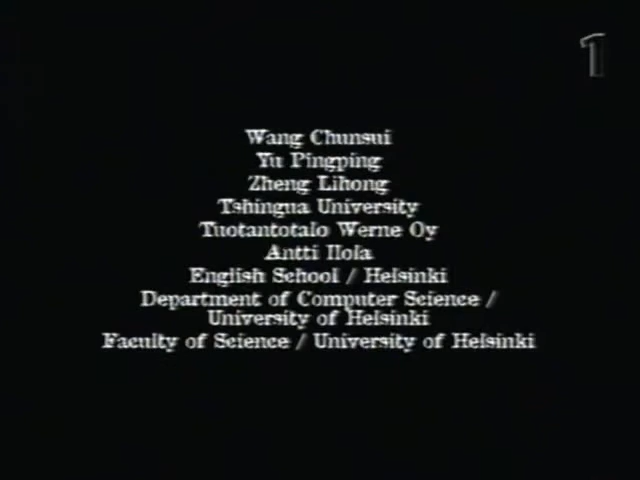 1
Wang Chunsui
Yu Pingping
Zheng Lihong
Tshingua University
Tuotantotalo Werne Oy
Antti Ilola
English School / Helsinki
Department of Computer Science /
University of Helsinki
Faculty of Science / University of Helsinki